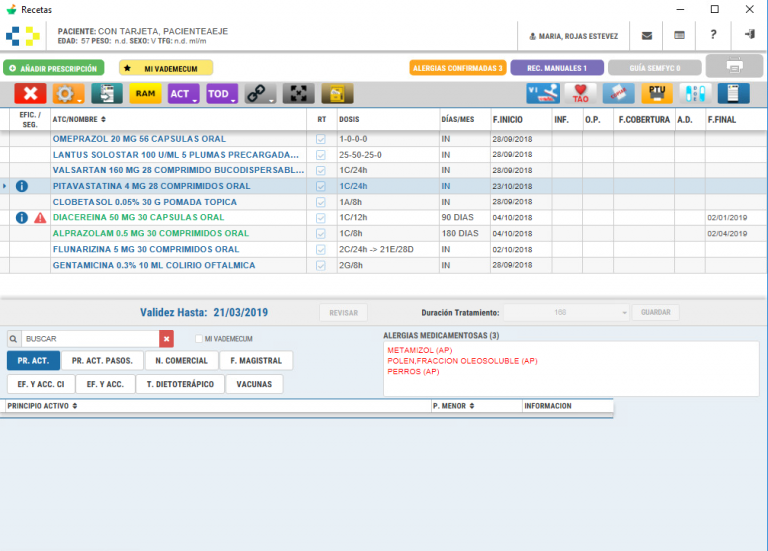 Recetas
PACIENTE: CON TARJETA, PACIENTEAEJE
EDAD: 57 PESO: n.d. SEXO: V TFG: n.d. ml/m
MARIA, ROJAS ESTEVEZ
?
AÑADIR PRESCRIPCIÓN
MI VADEMECUM
ALERGIAS CONFIRMADAS 3
REC. MANUALES 1
GUÍA SEMFYC 0
RAM
ACT
TOD
VI
TAO
PTU
EFIC. / SEG. ATC/NOMBRE RT DOSIS DÍAS/MES F.INICIO INF. O.P. F.COBERTURA A.D. F.FINAL
OMEPRAZOL 20 MG 56 CAPSULAS ORAL 1-0-0-0 IN 28/09/2018
LANTUS SOLOSTAR 100 U/ML 5 PLUMAS PRECARGADA... 25-50-25-0 IN 28/09/2018
VALSARTAN 160 MG 28 COMPRIMIDO BUCODISPERSABL... 1C/24h IN 28/09/2018
PITAVASTATINA 4 MG 28 COMPRIMIDOS ORAL 1C/24h IN 23/10/2018
CLOBETASOL 0.05% 30 G POMADA TOPICA 1A/8h IN 28/09/2018
DIACEREINA 50 MG 30 CAPSULAS ORAL 1C/12h 90 DIAS 04/10/2018 02/01/2019
ALPRAZOLAM 0.5 MG 30 COMPRIMIDOS ORAL 1C/8h 180 DIAS 04/10/2018 02/04/2019
FLUNARIZINA 5 MG 30 COMPRIMIDOS ORAL 2C/24h -> 21E/28D IN 02/10/2018
GENTAMICINA 0.3% 10 ML COLIRIO OFTALMICA 2G/8h IN 28/09/2018
Validez Hasta: 21/03/2019 REVISAR Duración Tratamiento: 160 GUARDAR
BUSCAR MI VADEMECUM
PR. ACT. PR. ACT. PASOS. N. COMERCIAL F. MAGISTRAL
EF. Y ACC. CI EF. Y ACC. T. DIETOTERÁPICO VACUNAS
ALERGIAS MEDICAMENTOSAS (3)
METAMIZOL (AP)
POLEN,FRACCION OLEOSOLUBLE (AP)
PERROS (AP)
PRINCIPIO ACTIVO P. MENOR INFORMACION